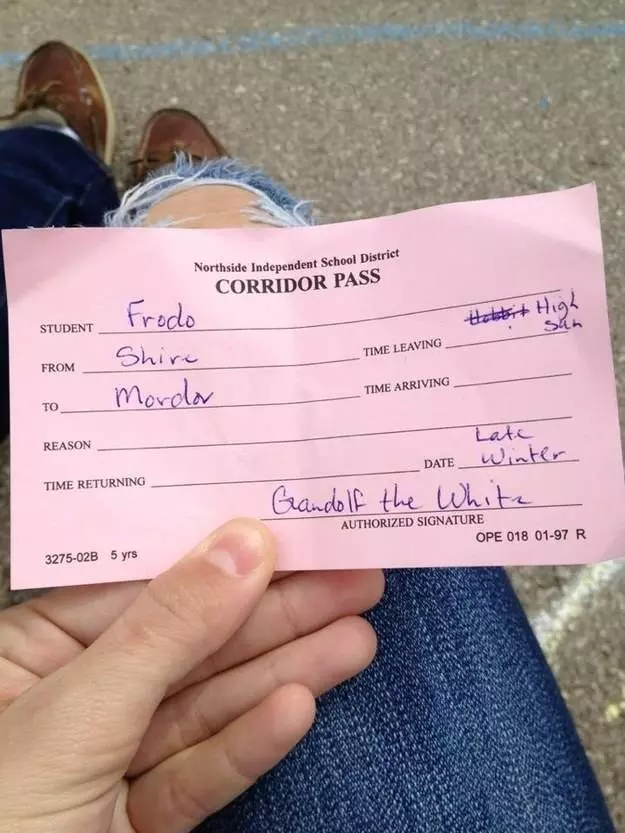 Northside Independent School District
CORRIDOR PASS
STUDENT Frodo
Hobbit High Sun
FROM Shire TIME LEAVING
TO Mordor TIME ARRIVING
REASON
TIME RETURNING DATE Late Winter
Gandolf the White
AUTHORIZED SIGNATURE
OPE 018 01-97 R
3275-02B 5 yrs